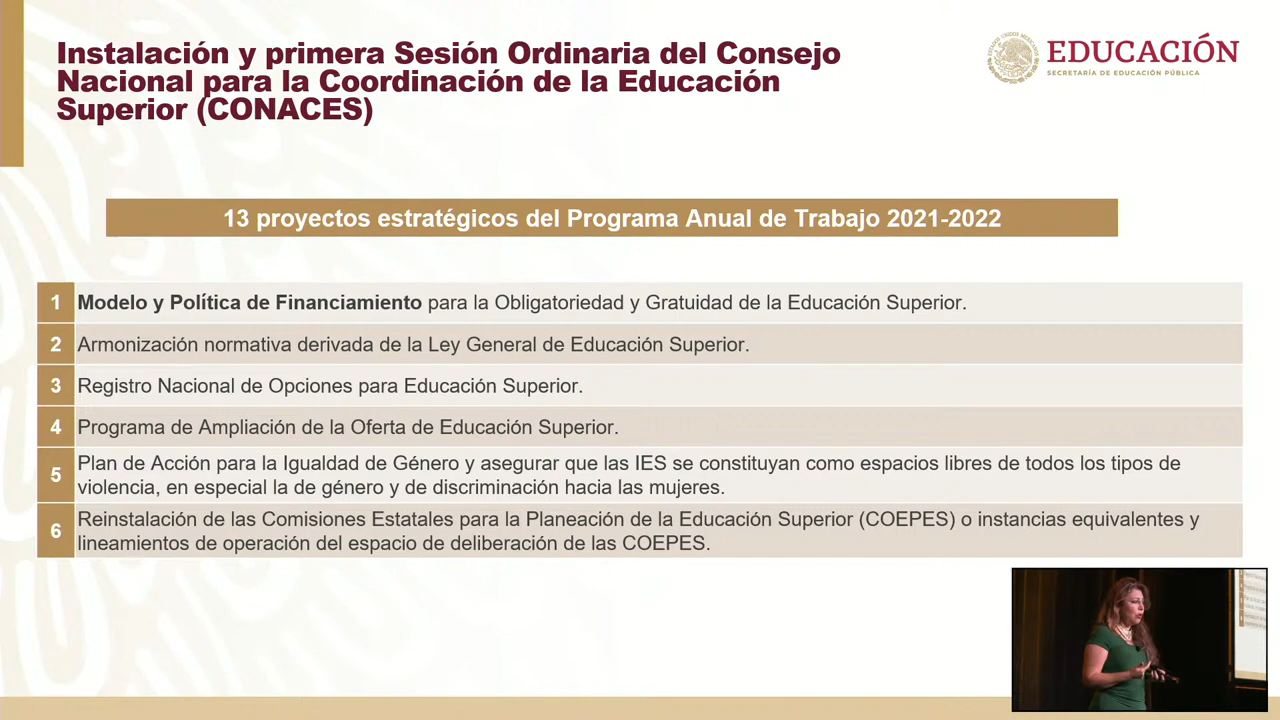 Instalación y primera Sesión Ordinaria del Consejo
Nacional para la Coordinación de la Educación
Superior (CONACES)
EDUCACIÓN
SECRETARÍA DE EDUCACIÓN PÚBLICA
13 proyectos estratégicos del Programa Anual de Trabajo 2021-2022
1 Modelo y Política de Financiamiento para la Obligatoriedad y Gratuidad de la Educación Superior.
2 Armonización normativa derivada de la Ley General de Educación Superior.
3 Registro Nacional de Opciones para Educación Superior.
4 Programa de Ampliación de la Oferta de Educación Superior.
5 Plan de Acción para la Igualdad de Género y asegurar que las IES se constituyan como espacios libres de todos los tipos de
violencia, en especial la de género y de discriminación hacia las mujeres.
6 Reinstalación de las Comisiones Estatales para la Planeación de la Educación Superior (COEPES) o instancias equivalentes y
lineamientos de operación del espacio de deliberación de las COEPES.